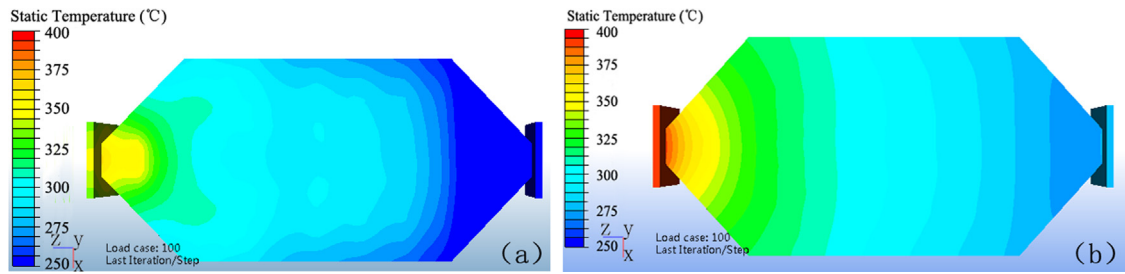 Static Temperature (℃)
400
375
350
325
300
275
250
Z Y
X
Load case: 100
Last Iteration/Step
(a)
Static Temperature (℃)
400
375
350
325
300
275
250
Z Y
X
Load case: 100
Last Iteration/Step
(b)